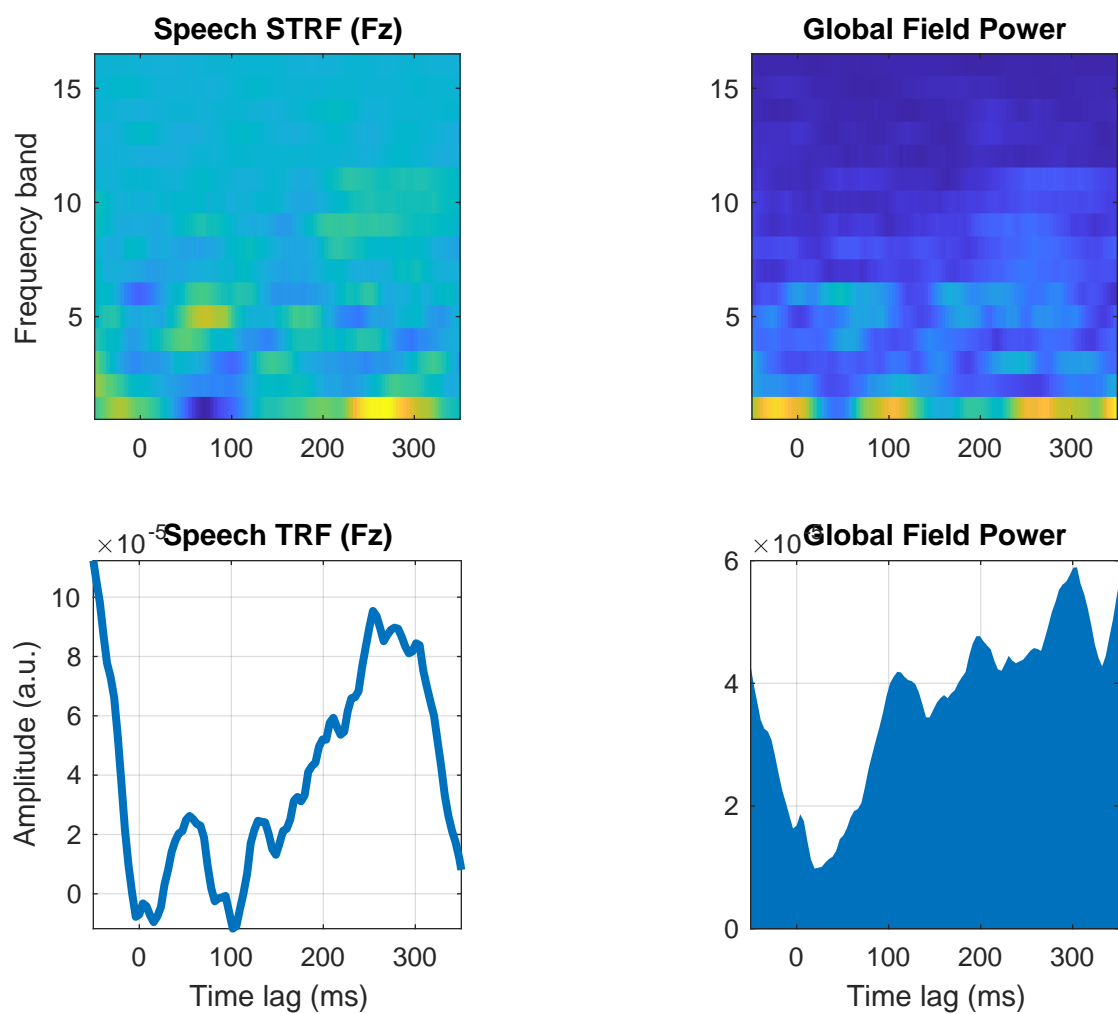 Speech STRF (Fz)
Frequency band
15
10
5
0 100 200 300
Global Field Power
15
10
5
0 100 200 300
×10⁻⁵
Speech TRF (Fz)
Amplitude (a.u.)
10
8
6
4
2
0
0 100 200 300
Time lag (ms)
×10⁻⁵
Global Field Power
6
4
2
0
0 100 200 300
Time lag (ms)